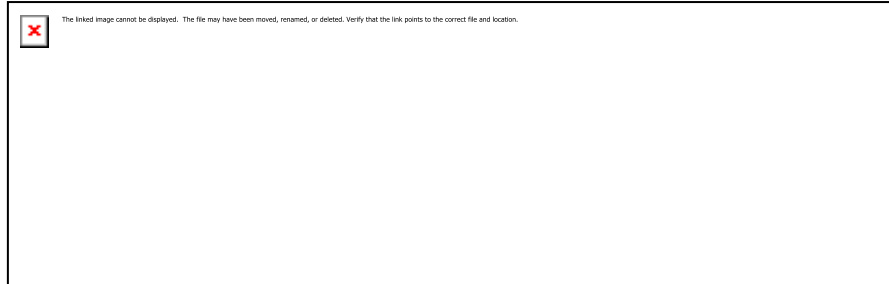 The linked image cannot be displayed.  The file may have been moved, renamed, or deleted. Verify that the link points to the correct file and location.